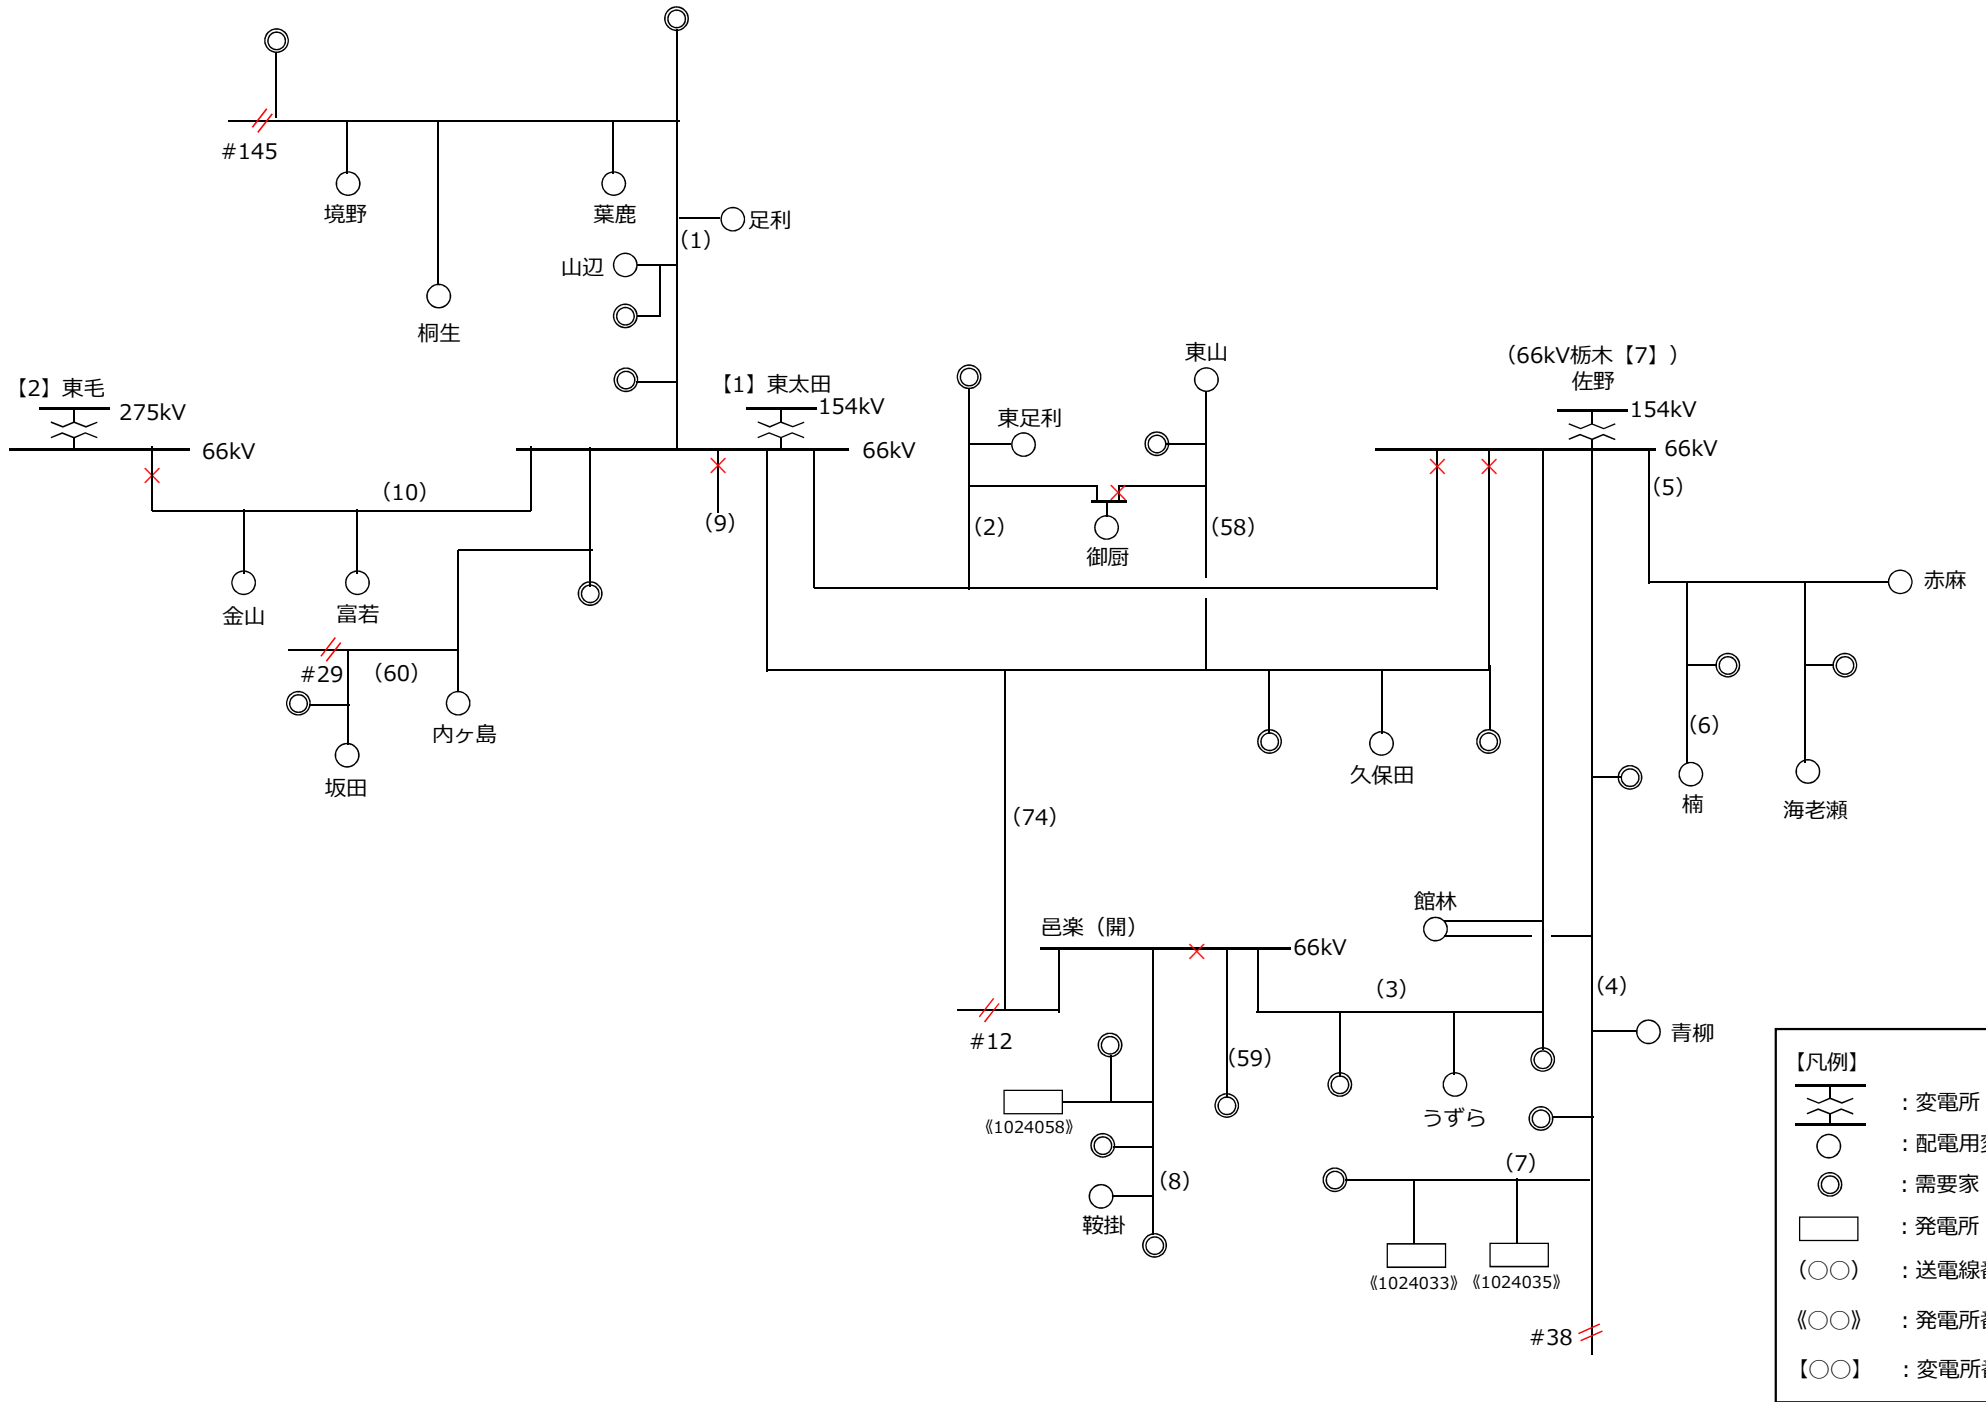 #145
境野
葉鹿
足利
(1)
山辺
桐生
東山
(66kV栃木【7】)
佐野
【2】東毛
275kV
【1】東太田
154kV
154kV
東足利
66kV
66kV
66kV
(10)
(5)
(9)
(2)
(58)
御厨
赤麻
金山
富若
#29
(60)
内ヶ島
(6)
坂田
久保田
楠
海老瀬
(74)
館林
邑楽(開)
66kV
(3)
(4)
#12
青柳
(59)
【凡例】
:変電所
うずら
《1024058》
:配電用変
(7)
(8)
:需要家
鞍掛
:発電所
《1024033》
《1024035》
(○○)
:送電線番
《○○》
:発電所番
#38
【○○】
:変電所番